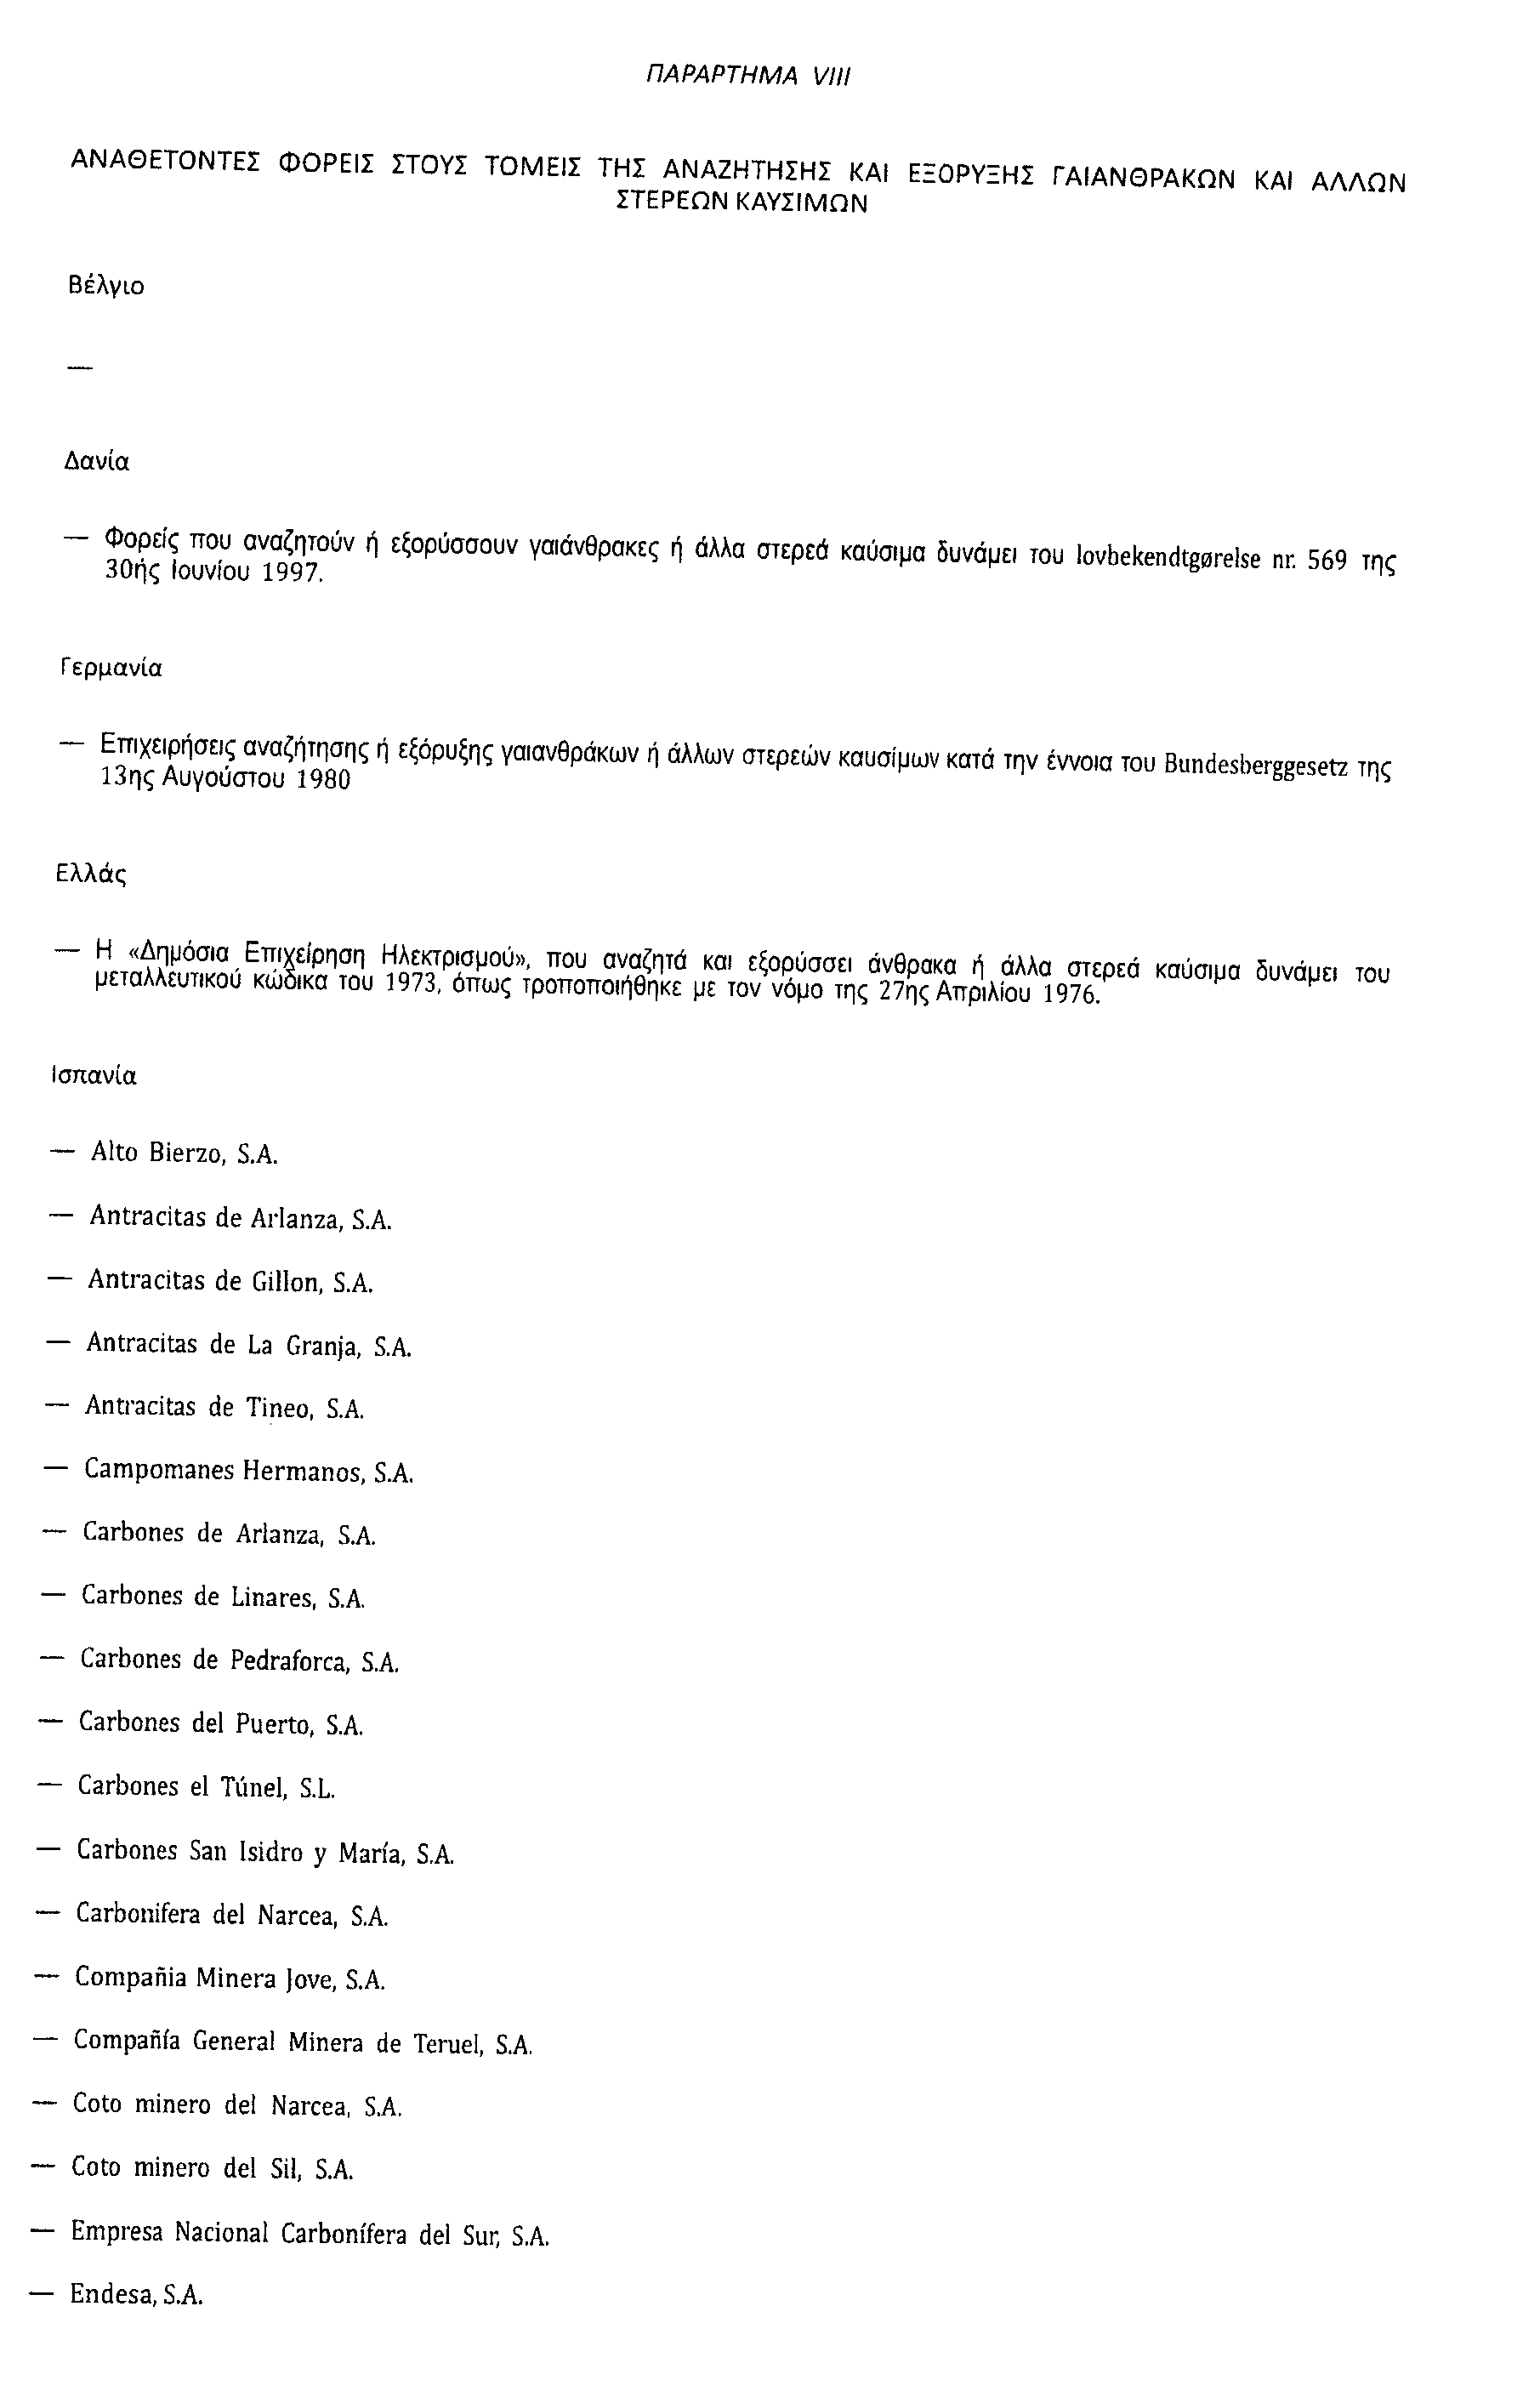 ΠΑΡΑΡΤΗΜΑ VIII
ΑΝΑΘΕΤΟΝΤΕΣ ΦΟΡΕΙΣ ΣΤΟΥΣ ΤΟΜΕΙΣ ΤΗΣ ΑΝΑΖΗΤΗΣΗΣ ΚΑΙ ΕΞΟΡΥΞΗΣ ΓΑΙΑΝΘΡΑΚΩΝ ΚΑΙ ΑΛΛΩΝ
ΣΤΕΡΕΩΝ ΚΑΥΣΙΜΩΝ
Βέλγιο
—
Δανία
— Φορείς που αναζητούν ή εξορύσσουν γαιάνθρακες ή άλλα στερεά καύσιμα δυνάμει του lovbekendtgørelse nr. 569 της
30ής Ιουνίου 1997.
Γερμανία
— Επιχειρήσεις αναζήτησης ή εξόρυξης γαιανθράκων ή άλλων στερεών καυσίμων κατά την έννοια του Bundesberggesetz της
13ης Αυγούστου 1980
Ελλάς
— Η «Δημόσια Επιχείρηση Ηλεκτρισμού», που αναζητά και εξορύσσει άνθρακα ή άλλα στερεά καύσιμα δυνάμει του
μεταλλευτικού κώδικα του 1973, όπως τροποποιήθηκε με τον νόμο της 27ης Απριλίου 1976.
Ισπανία
— Alto Bierzo, S.A.
— Antracitas de Arlanza, S.A.
— Antracitas de Gillon, S.A.
— Antracitas de La Granja, S.A.
— Antracitas de Tineo, S.A.
— Campomanes Hermanos, S.A.
— Carbones de Arlanza, S.A.
— Carbones de Linares, S.A.
— Carbones de Pedraforca, S.A.
— Carbones del Puerto, S.A.
— Carbones el Túnel, S.L.
— Carbones San Isidro y María, S.A.
— Carbonifera del Narcea, S.A.
— Compañia Minera Jove, S.A.
— Compañía General Minera de Teruel, S.A.
— Coto minero del Narcea, S.A.
— Coto minero del Sil, S.A.
— Empresa Nacional Carbonífera del Sur, S.A.
— Endesa, S.A.